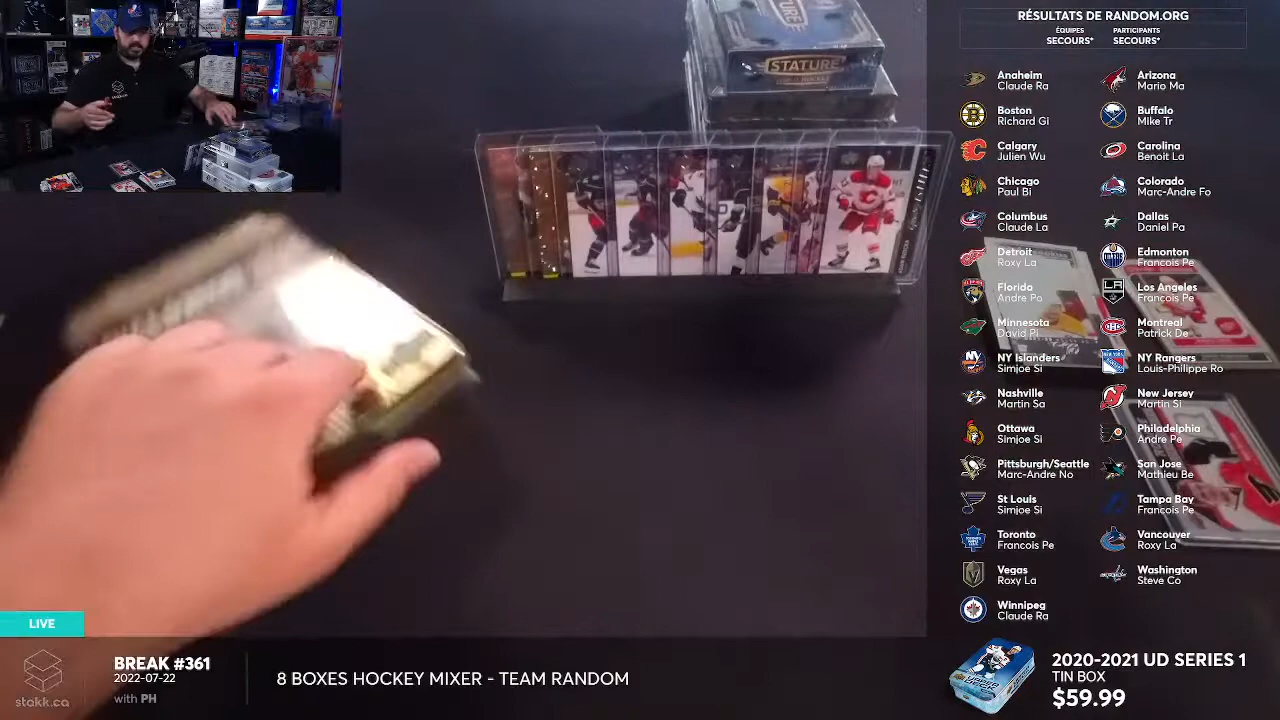 STATURE
RÉSULTATS DE RANDOM.ORG
ÉQUIPES PARTICIPANTS
SECOURS* SECOURS*
Anaheim
Claude Ra
Arizona
Mario Ma
Boston
Richard Gi
Buffalo
Mike Tr
Calgary
Julien Wu
Carolina
Benoit La
Chicago
Paul Bi
Colorado
Marc-Andre Fo
Columbus
Claude La
Dallas
Daniel Pa
Detroit
Roxy La
Edmonton
Francois Pe
Florida
Andre Po
Los Angeles
Francois Pe
Minnesota
David Pi
Montreal
Patrick De
NY Islanders
Simjoe Si
NY Rangers
Louis-Philippe Ro
Nashville
Martin Sa
New Jersey
Martin Si
Ottawa
Simjoe Si
Philadelphia
Andre Pe
Pittsburgh/Seattle
Marc-Andre No
San Jose
Mathieu Be
St Louis
Simjoe Si
Tampa Bay
Francois Pe
Toronto
Francois Pe
Vancouver
Roxy La
Vegas
Roxy La
Washington
Steve Co
Winnipeg
Claude Ra
LIVE
stakk.ca
BREAK #361
2022-07-22
with PH
8 BOXES HOCKEY MIXER - TEAM RANDOM
2020-2021 UD SERIES 1
TIN BOX
$59.99